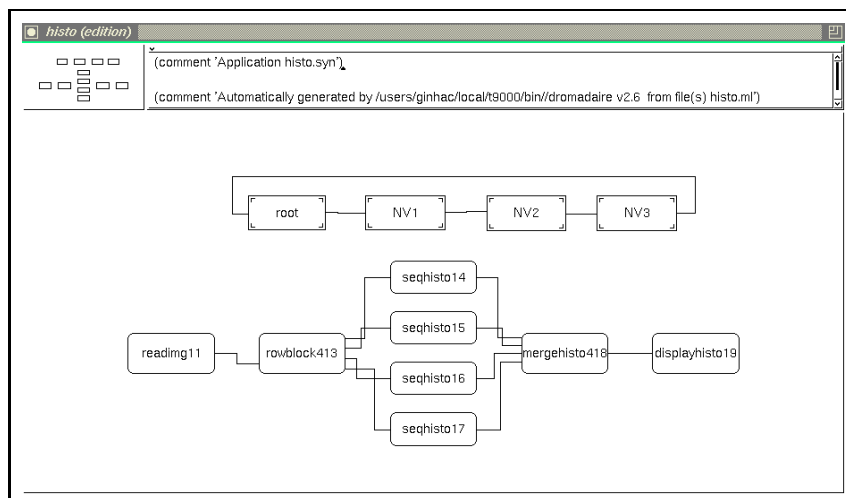 histo (edition)
(comment 'Application histo.syn')
(comment 'Automatically generated by /users/ginhac/local/t9000/bin//dromadaire v2.6 from file(s) histo.ml')
root NV1 NV2 NV3
seqhisto14
seqhisto15
readimg11 rowblock413 mergehisto418 displayhisto19
seqhisto16
seqhisto17